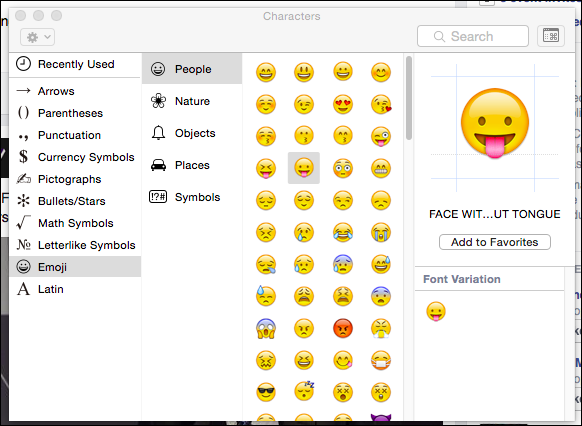 Characters
Search
Recently Used
→ Arrows
() Parentheses
Punctuation
$ Currency Symbols
Pictographs
Bullets/Stars
√ Math Symbols
№ Letterlike Symbols
Emoji
A Latin
People
Nature
Objects
Places
!?# Symbols
FACE WIT...UT TONGUE
Add to Favorites
Font Variation